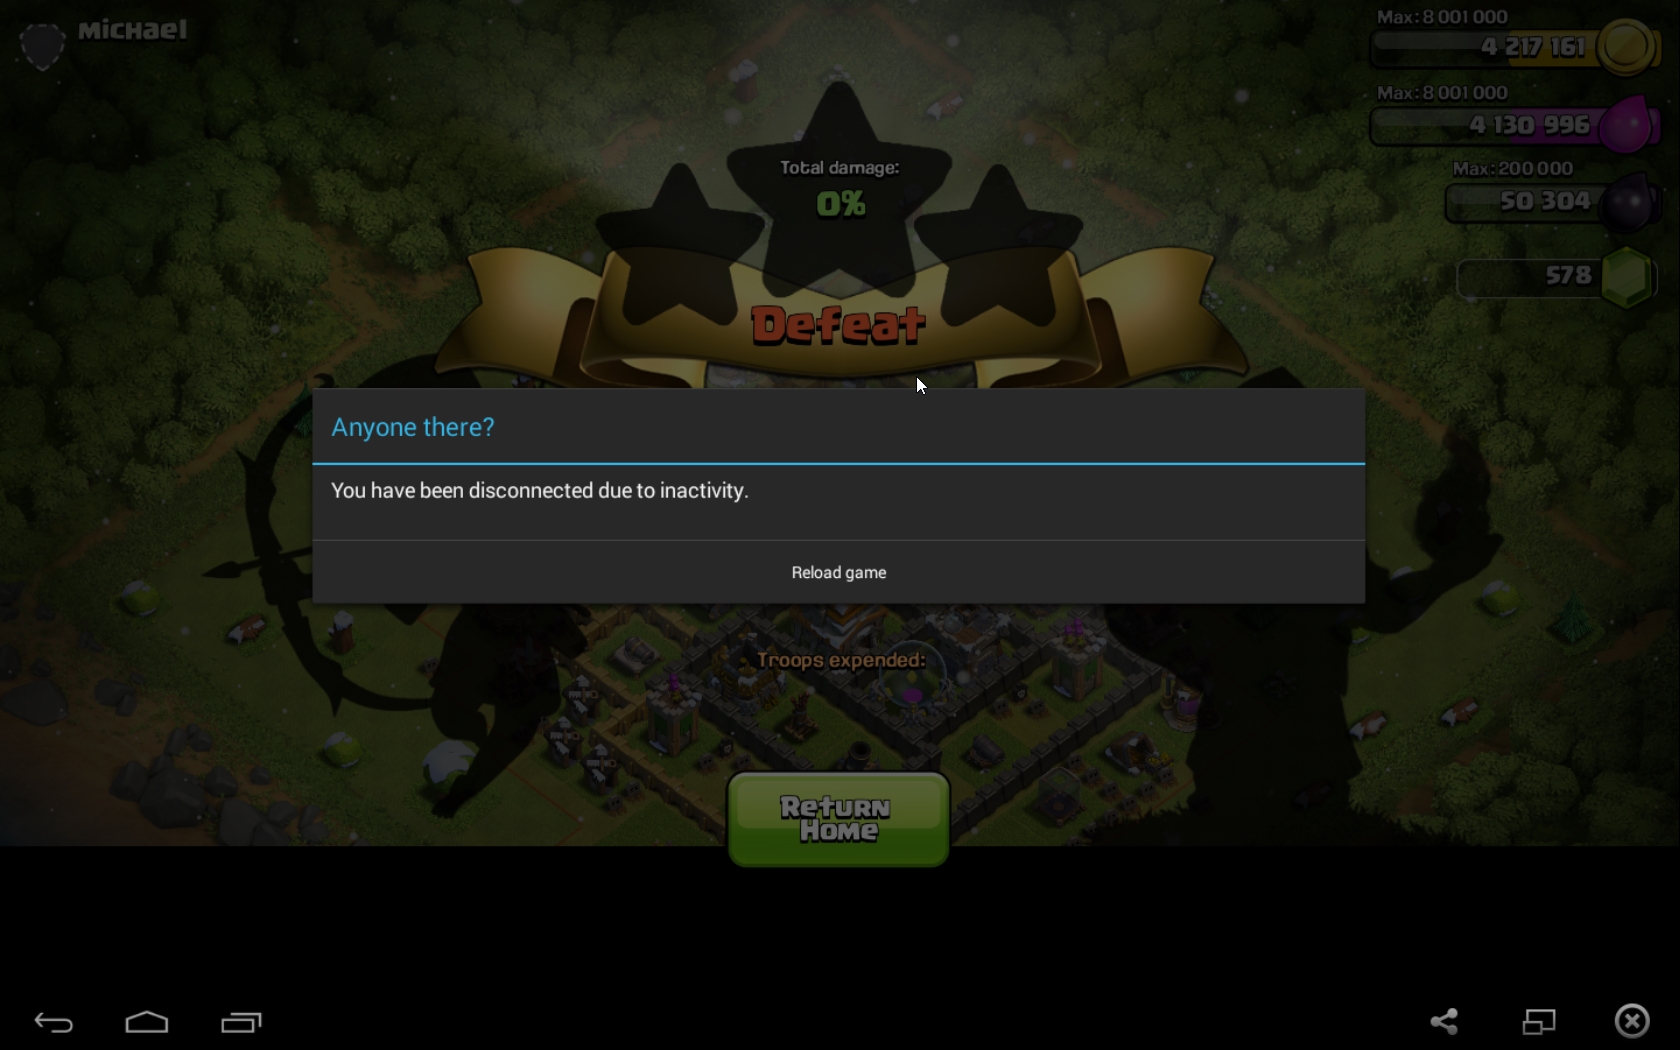 Michael
Max: 8 001 000
4 217 161
Max: 8 001 000
4 130 996
Max: 200 000
50 304
578
Total damage:
0%
Defeat
Anyone there?
You have been disconnected due to inactivity.
Reload game
Troops expended:
Return
Home